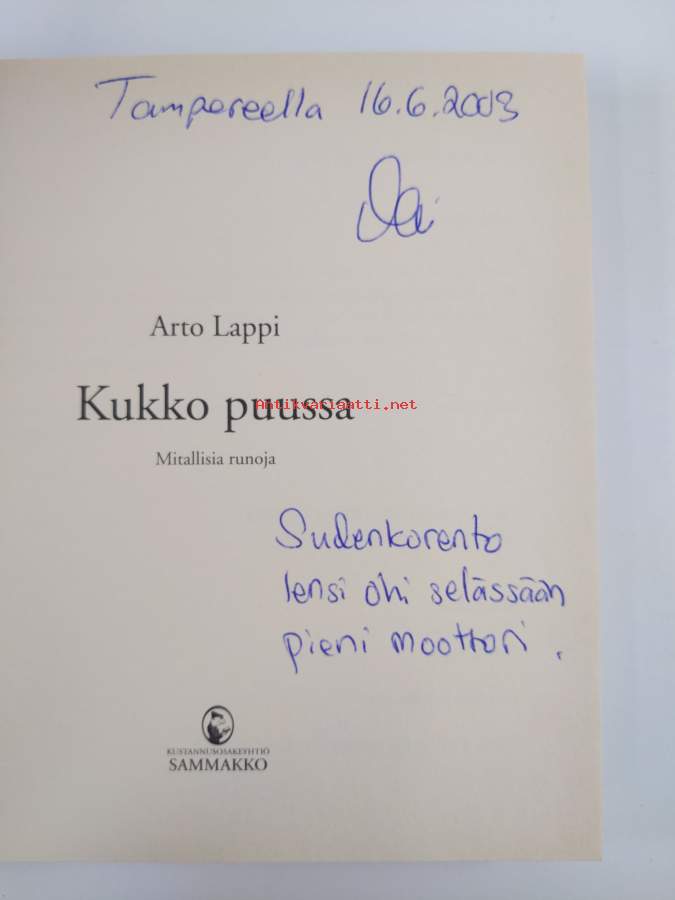 Tampereella 16.6.2003
Arto Lappi
Kukko puussa
Antikvariaatti.net
Mitallisia runoja
Sudenkorento
lensi ohi selässään
pieni moottori.
KUSTANNUSOSAKEYHTIÖ
SAMMAKKO